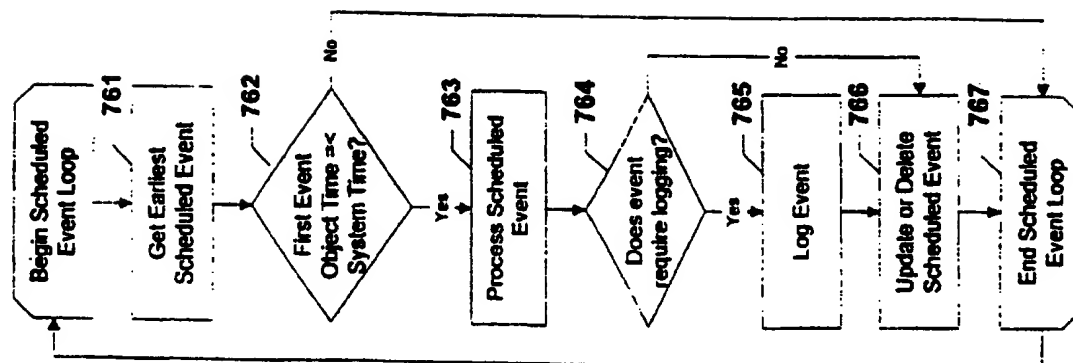 Begin Scheduled
Event Loop
761
Get Earliest
Scheduled Event
762
First Event
Object Time =<
System Time?
No
Yes
763
Process Scheduled
Event
764
Does event
require logging?
No
Yes
765
Log Event
766
Update or Delete
Scheduled Event
767
End Scheduled
Event Loop